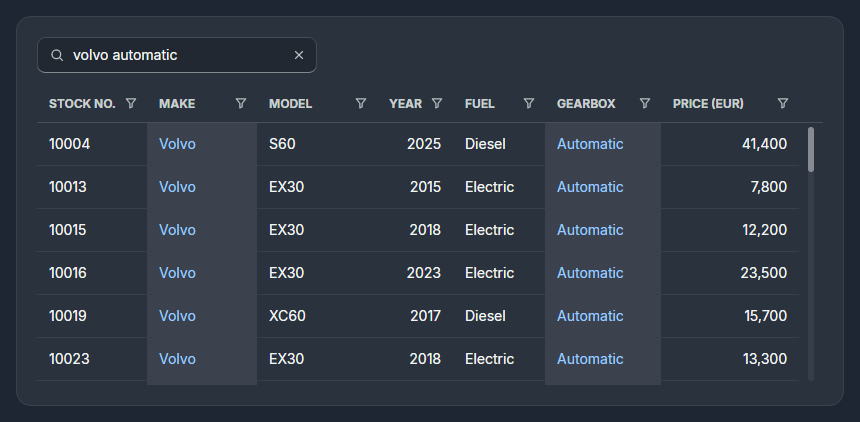 volvo automatic
STOCK NO. MAKE MODEL YEAR FUEL GEARBOX PRICE (EUR)
10004 Volvo S60 2025 Diesel Automatic 41,400
10013 Volvo EX30 2015 Electric Automatic 7,800
10015 Volvo EX30 2018 Electric Automatic 12,200
10016 Volvo EX30 2023 Electric Automatic 23,500
10019 Volvo XC60 2017 Diesel Automatic 15,700
10023 Volvo EX30 2018 Electric Automatic 13,300